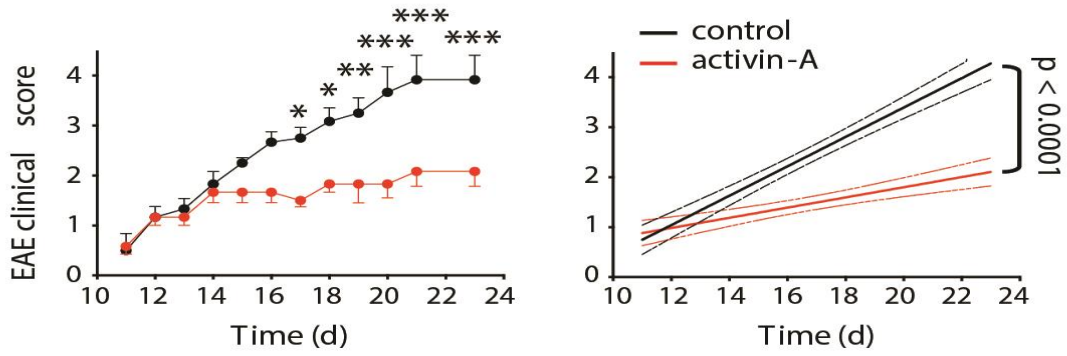 ***
***
***
**
*
*
EAE clinical score
4
3
2
1
0
10 12 14 16 18 20 22 24
Time (d)
control
activin-A
4
3
2
1
0
10 12 14 16 18 20 22 24
Time (d)
p < 0.0001